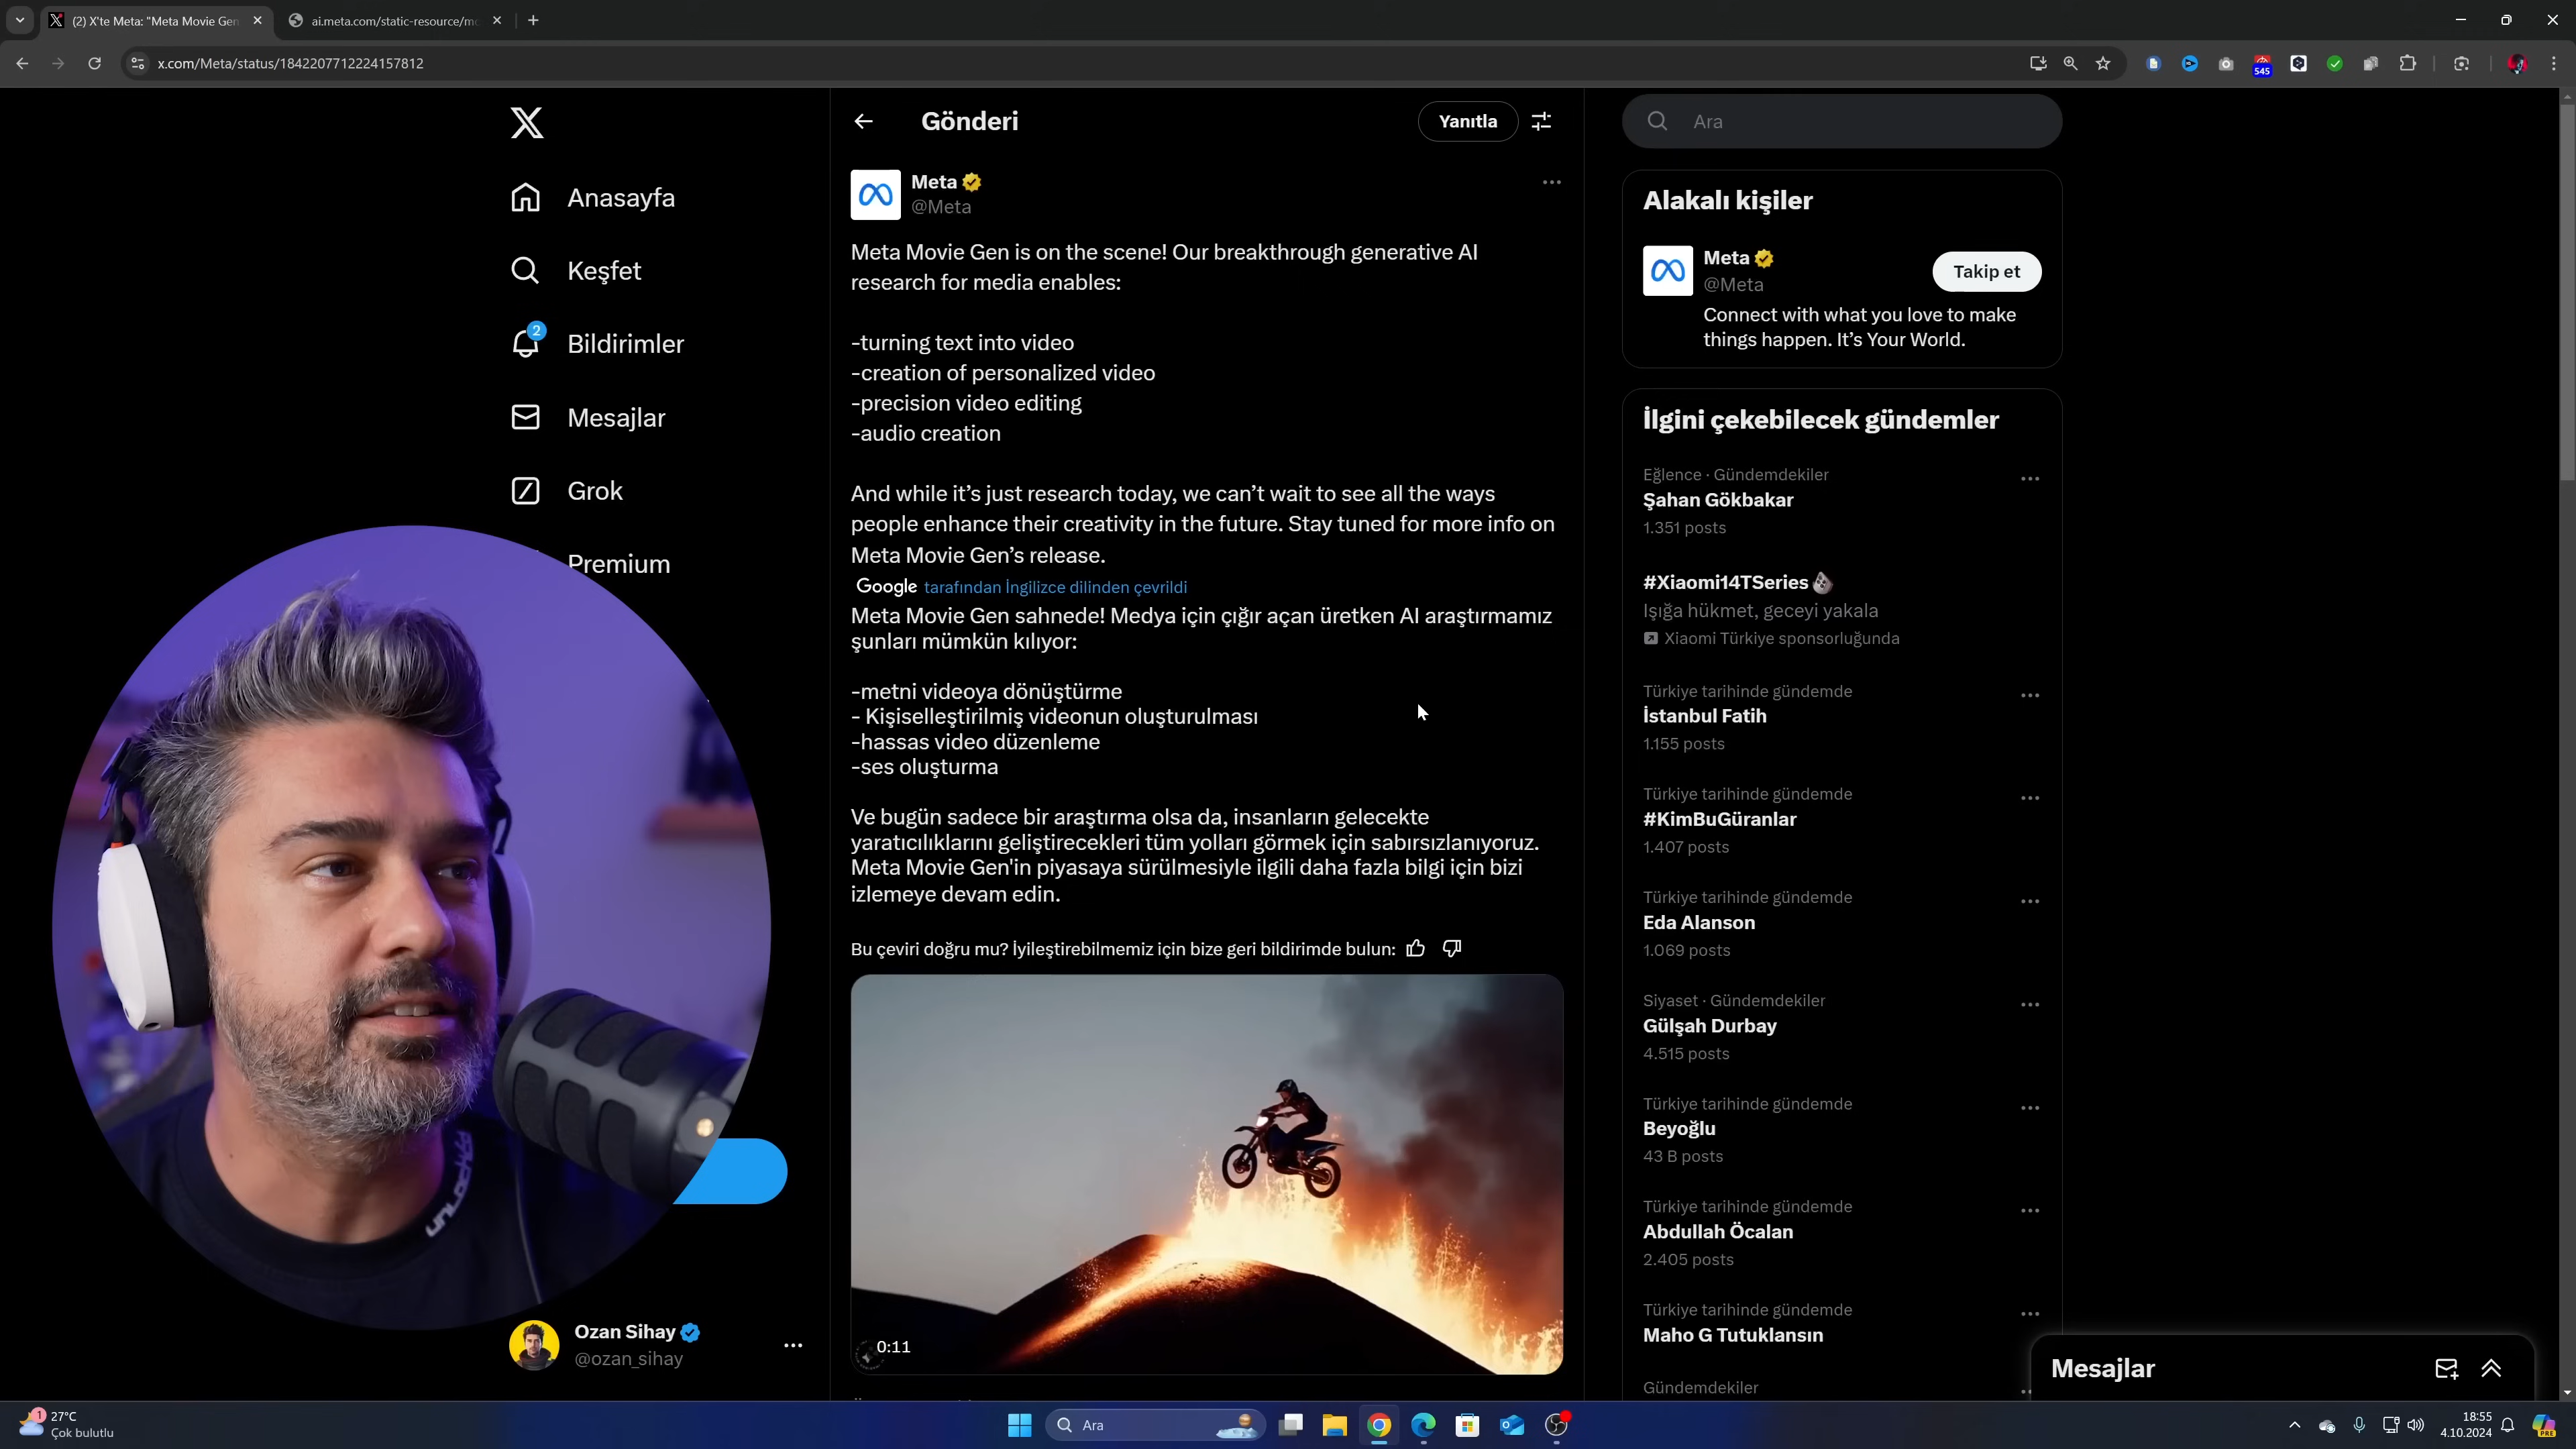 (2) X'te Meta: "Meta Movie Gen
ai.meta.com/static-resource/mo
x.com/Meta/status/1842207712224157812
545
Anasayfa
Keşfet
2
Bildirimler
Mesajlar
Grok
Premium
Ozan Sihay
@ozan_sihay
Gönderi
Yanıtla
Meta
@Meta
Meta Movie Gen is on the scene! Our breakthrough generative AI
research for media enables:
-turning text into video
-creation of personalized video
-precision video editing
-audio creation
And while it’s just research today, we can’t wait to see all the ways
people enhance their creativity in the future. Stay tuned for more info on
Meta Movie Gen’s release.
Google tarafından İngilizce dilinden çevrildi
Meta Movie Gen sahnede! Medya için çığır açan üretken AI araştırmamız
şunları mümkün kılıyor:
-metni videoya dönüştürme
- Kişiselleştirilmiş videonun oluşturulması
-hassas video düzenleme
-ses oluşturma
Ve bugün sadece bir araştırma olsa da, insanların gelecekte
yaratıcılıklarını geliştirecekleri tüm yolları görmek için sabırsızlanıyoruz.
Meta Movie Gen'in piyasaya sürülmesiyle ilgili daha fazla bilgi için bizi
izlemeye devam edin.
Bu çeviri doğru mu? İyileştirebilmemiz için bize geri bildirimde bulun:
0:11
Ara
Alakalı kişiler
Meta
@Meta
Takip et
Connect with what you love to make
things happen. It’s Your World.
İlgini çekebilecek gündemler
Eğlence · Gündemdekiler
Şahan Gökbakar
1.351 posts
#Xiaomi14TSeries
Işığa hükmet, geceyi yakala
Xiaomi Türkiye sponsorluğunda
Türkiye tarihinde gündemde
İstanbul Fatih
1.155 posts
Türkiye tarihinde gündemde
#KimBuGüranlar
1.407 posts
Türkiye tarihinde gündemde
Eda Alanson
1.069 posts
Siyaset · Gündemdekiler
Gülşah Durbay
4.515 posts
Türkiye tarihinde gündemde
Beyoğlu
43 B posts
Türkiye tarihinde gündemde
Abdullah Öcalan
2.405 posts
Türkiye tarihinde gündemde
Maho G Tutuklansın
Gündemdekiler
Mesajlar
1
27°C
Çok bulutlu
Ara
18:55
4.10.2024
PRE